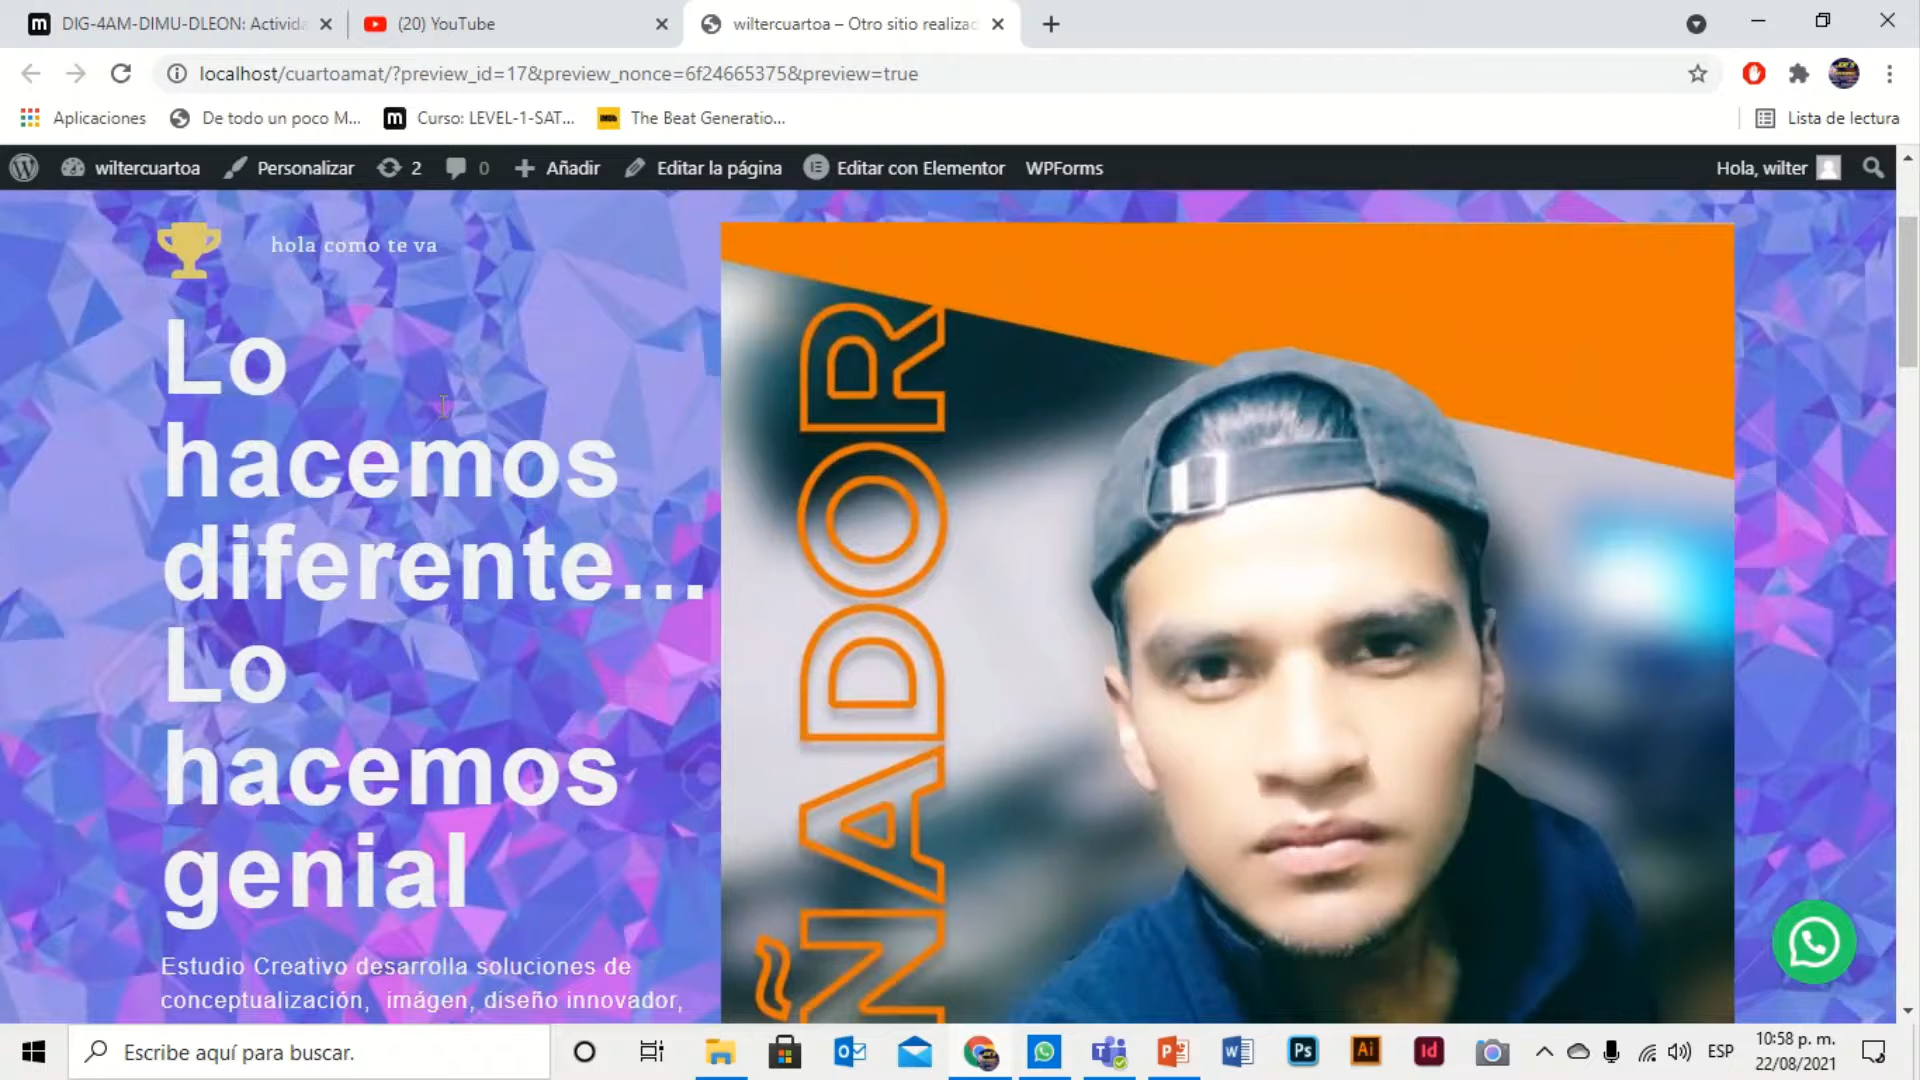 DIG-4AM-DIMU-DLEON: Activida
(20) YouTube
wiltercuartoa – Otro sitio realizad
localhost/cuartoamat/?preview_id=17&preview_nonce=6f24665375&preview=true
Aplicaciones
De todo un poco M...
Curso: LEVEL-1-SAT...
The Beat Generatio...
Lista de lectura
wiltercuartoa
Personalizar
2
0
Añadir
Editar la página
Editar con Elementor
WPForms
Hola, wilter
hola como te va
Lo
hacemos
diferente...
Lo
hacemos
genial
Estudio Creativo desarrolla soluciones de
conceptualización, imágen, diseño innovador,
ÑADOR
Escribe aquí para buscar.
ESP
10:58 p. m.
22/08/2021